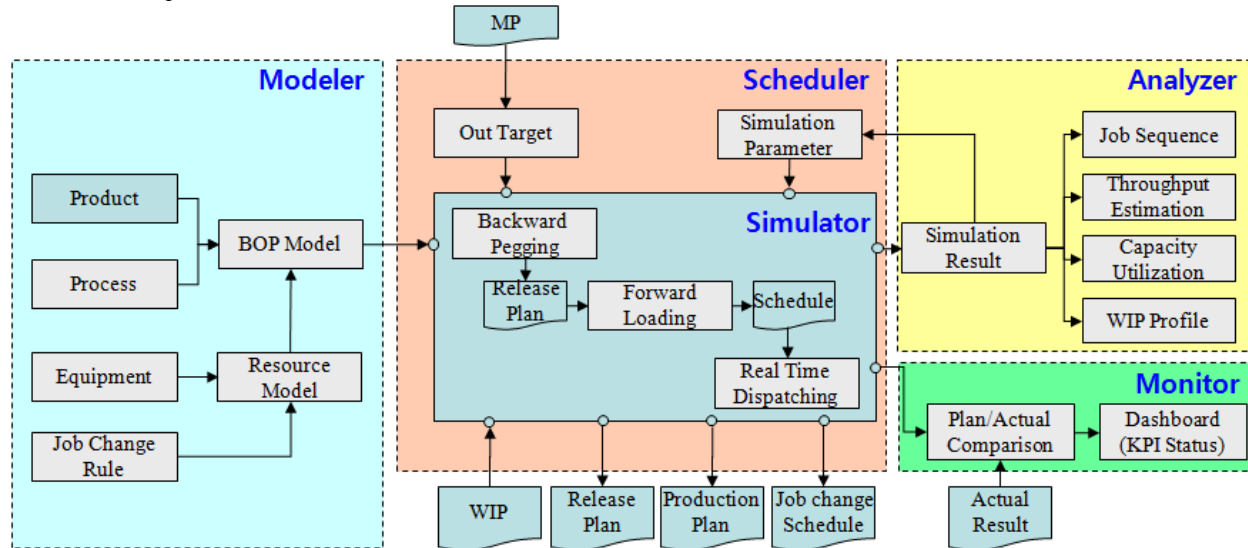 MP
Modeler
Product
Process
BOP Model
Equipment
Resource
Model
Job Change
Rule
Scheduler
Out Target
Simulation
Parameter
Simulator
Backward
Pegging
Release
Plan
Forward
Loading
Schedule
Real Time
Dispatching
WIP
Release
Plan
Production
Plan
Job change
Schedule
Analyzer
Simulation
Result
Job Sequence
Throughput
Estimation
Capacity
Utilization
WIP Profile
Monitor
Plan/Actual
Comparison
Dashboard
(KPI Status)
Actual
Result